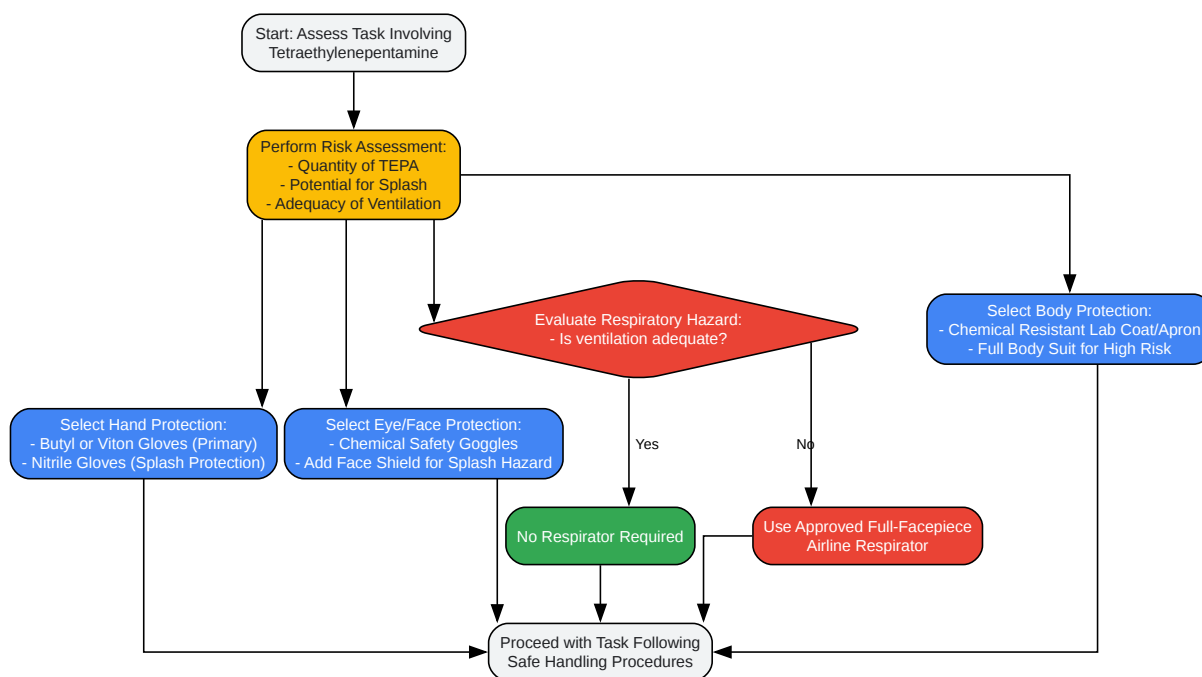 Start: Assess Task Involving
Tetraethylenepentamine
Perform Risk Assessment:
- Quantity of TEPA
- Potential for Splash
- Adequacy of Ventilation
Evaluate Respiratory Hazard:
- Is ventilation adequate?
Select Body Protection:
- Chemical Resistant Lab Coat/Apron
- Full Body Suit for High Risk
Select Hand Protection:
- Butyl or Viton Gloves (Primary)
- Nitrile Gloves (Splash Protection)
Select Eye/Face Protection:
- Chemical Safety Goggles
- Add Face Shield for Splash Hazard
Yes
No
No Respirator Required
Use Approved Full-Facepiece
Airline Respirator
Proceed with Task Following
Safe Handling Procedures